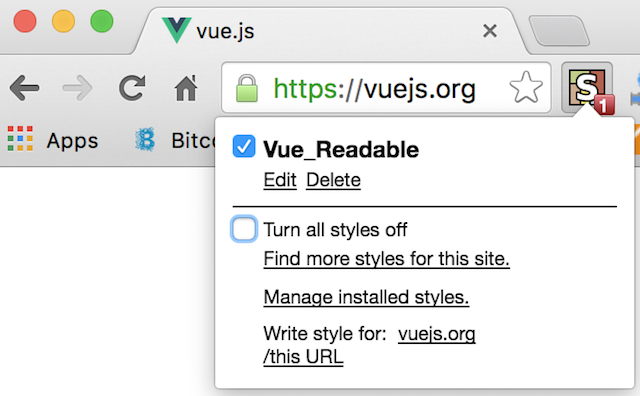 vue.js
https://vuejs.org
S
1
Apps
Vue_Readable
Edit Delete
Turn all styles off
Find more styles for this site.
Manage installed styles.
Write style for: vuejs.org
/this URL